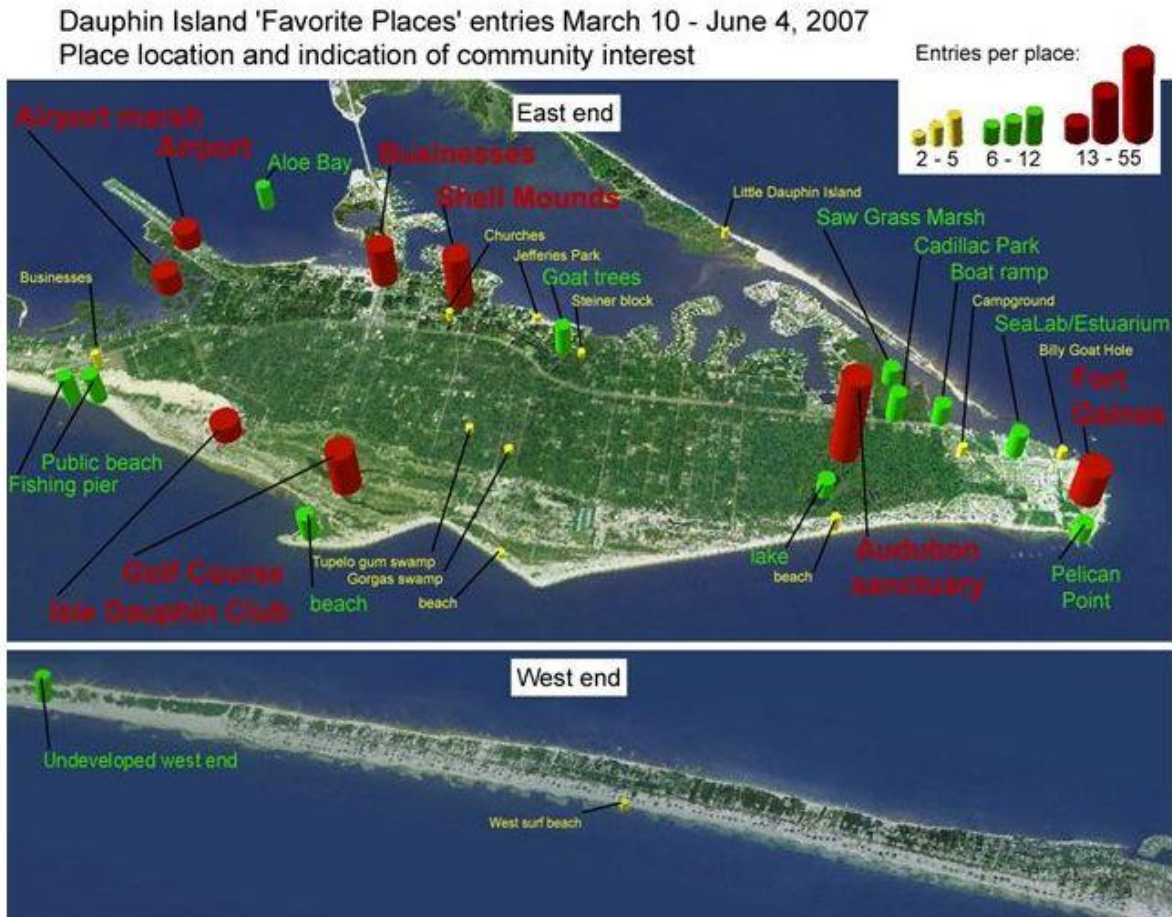 Dauphin Island 'Favorite Places' entries March 10 - June 4, 2007
Place location and indication of community interest
Entries per place:
2 - 5
6 - 12
13 - 55
East end
Airport marsh
Airport
Aloe Bay
Businesses
Shell Mounds
Little Dauphin Island
Saw Grass Marsh
Churches
Jefferies Park
Cadillac Park
Businesses
Goat trees
Boat ramp
Steiner block
Campground
SeaLab/Estuarium
Billy Goat Hole
Fort
Gaines
Public beach
Fishing pier
Golf Course
Isle Dauphin Club
beach
Tupelo gum swamp
Gorgas swamp
beach
lake
beach
Audubon
sanctuary
Pelican
Point
West end
Undeveloped west end
West surf beach